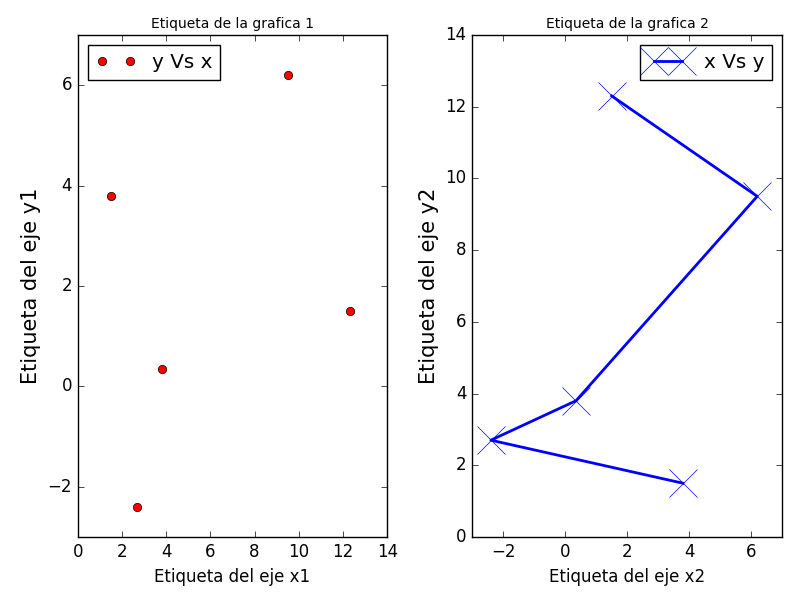 Etiqueta de la grafica 1
y Vs x
6
4
2
0
−2
0 2 4 6 8 10 12 14
Etiqueta del eje y1
Etiqueta del eje x1
Etiqueta de la grafica 2
x Vs y
14
12
10
8
6
4
2
0
−2 0 2 4 6
Etiqueta del eje y2
Etiqueta del eje x2